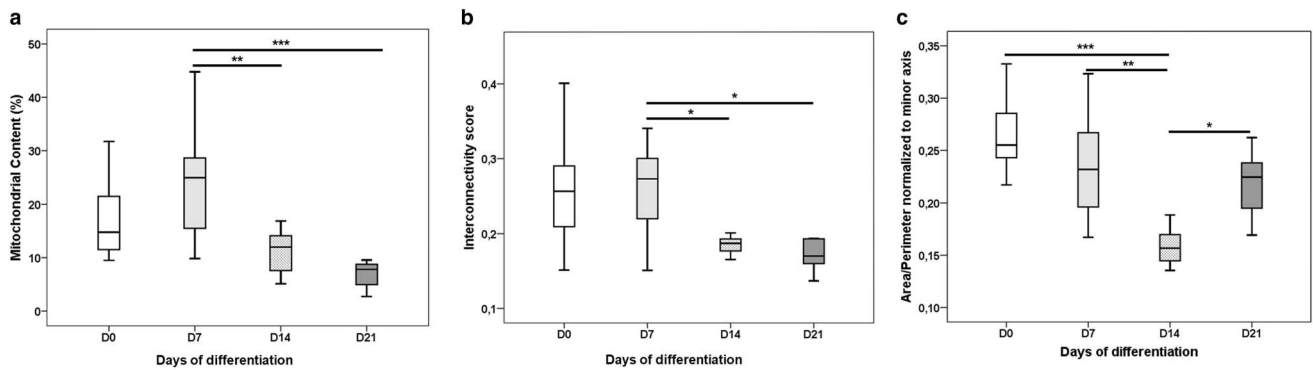 a
Mitochondrial Content (%)
50
40
30
20
10
0
***
**
D0 D7 D14 D21
Days of differentiation
b
Interconnectivity score
0,4
0,3
0,2
0,1
*
*
D0 D7 D14 D21
Days of differentiation
c
Area/Perimeter normalized to minor axis
0,35
0,30
0,25
0,20
0,15
0,10
***
**
*
D0 D7 D14 D21
Days of differentiation